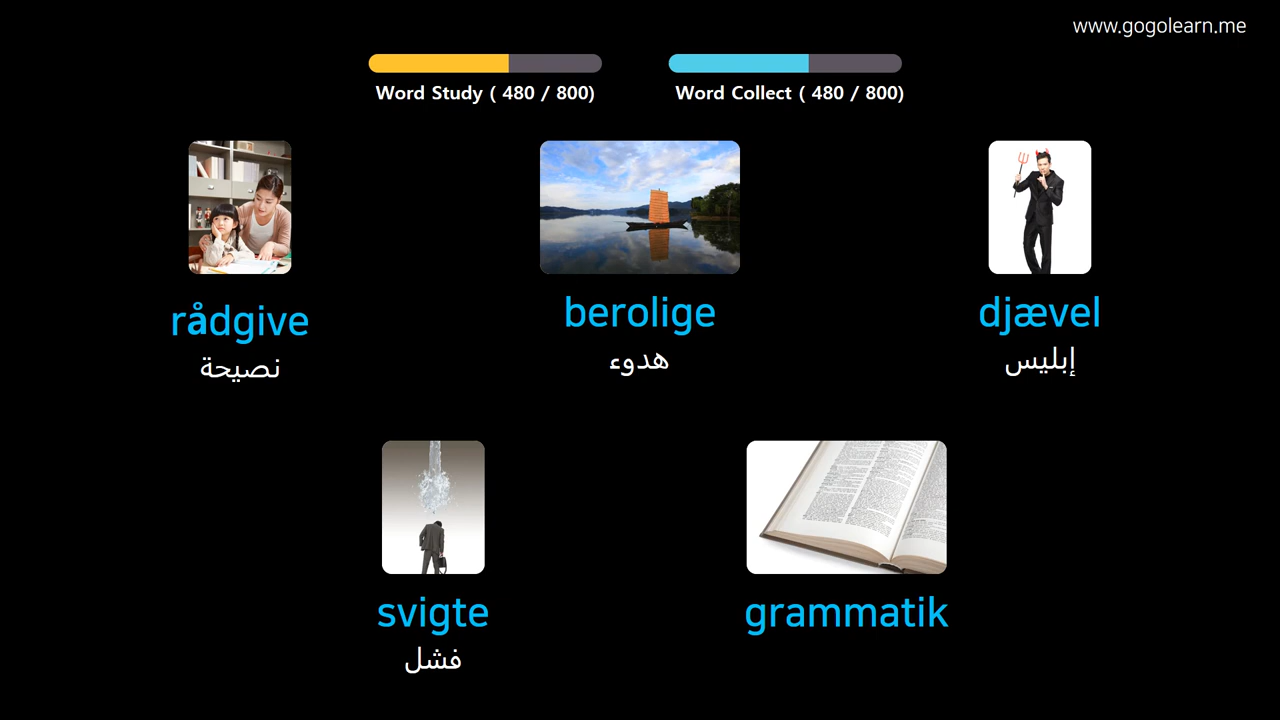 www.gogolearn.me
Word Study ( 480 / 800)
Word Collect ( 480 / 800)
rådgive
نصيحة
berolige
هدوء
djævel
إبليس
svigte
فشل
grammatik